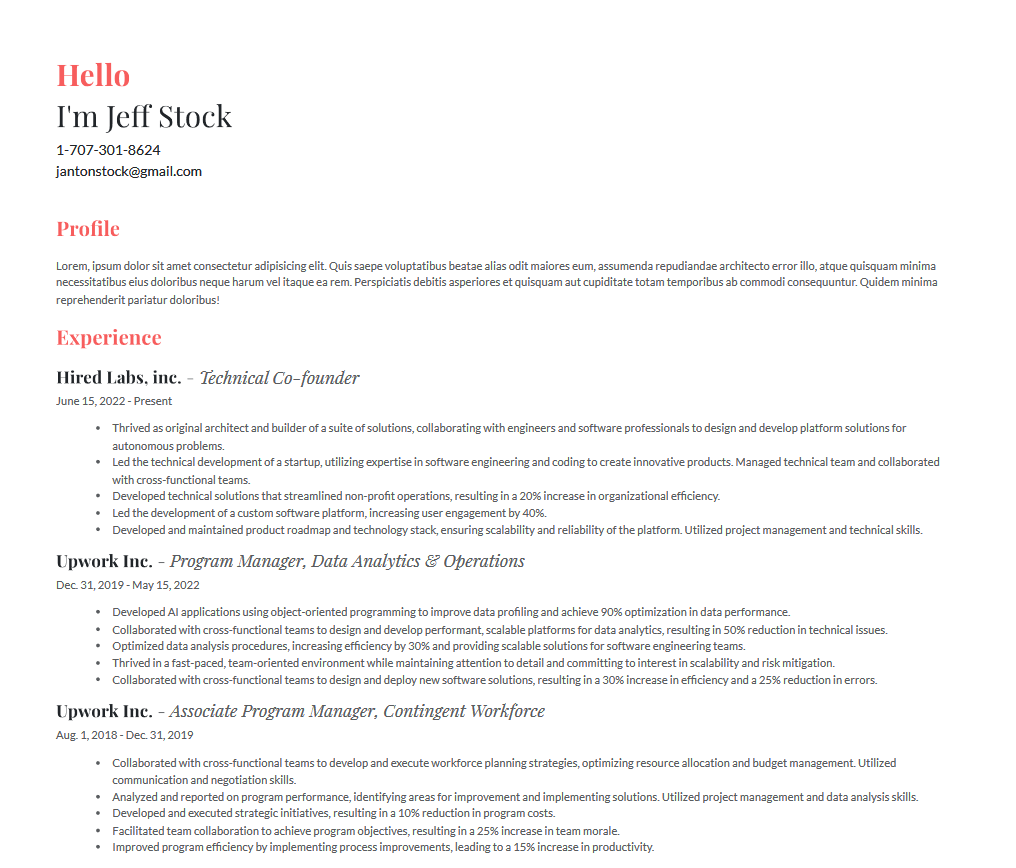 Hello
I'm Jeff Stock
1-707-301-8624
jantonstock@gmail.com
Profile
Lorem, ipsum dolor sit amet consectetur adipisicing elit. Quis saepe voluptatibus beatae alias odit maiores eum, assumenda repudiandae architecto error illo, atque quisquam minima
necessitatibus eius doloribus neque harum vel itaque ea rem. Perspiciatis debitis asperiores et quisquam aut cupiditate totam temporibus ab commodi consequuntur. Quidem minima
reprehenderit pariatur doloribus!
Experience
Hired Labs, inc. - Technical Co-founder
June 15, 2022 - Present
• Thrived as original architect and builder of a suite of solutions, collaborating with engineers and software professionals to design and develop platform solutions for
autonomous problems.
• Led the technical development of a startup, utilizing expertise in software engineering and coding to create innovative products. Managed technical team and collaborated
with cross-functional teams.
• Developed technical solutions that streamlined non-profit operations, resulting in a 20% increase in organizational efficiency.
• Led the development of a custom software platform, increasing user engagement by 40%.
• Developed and maintained product roadmap and technology stack, ensuring scalability and reliability of the platform. Utilized project management and technical skills.
Upwork Inc. - Program Manager, Data Analytics & Operations
Dec. 31, 2019 - May 15, 2022
• Developed AI applications using object-oriented programming to improve data profiling and achieve 90% optimization in data performance.
• Collaborated with cross-functional teams to design and develop performant, scalable platforms for data analytics, resulting in 50% reduction in technical issues.
• Optimized data analysis procedures, increasing efficiency by 30% and providing scalable solutions for software engineering teams.
• Thrived in a fast-paced, team-oriented environment while maintaining attention to detail and committing to interest in scalability and risk mitigation.
• Collaborated with cross-functional teams to design and deploy new software solutions, resulting in a 30% increase in efficiency and a 25% reduction in errors.
Upwork Inc. - Associate Program Manager, Contingent Workforce
Aug. 1, 2018 - Dec. 31, 2019
• Collaborated with cross-functional teams to develop and execute workforce planning strategies, optimizing resource allocation and budget management. Utilized
communication and negotiation skills.
• Analyzed and reported on program performance, identifying areas for improvement and implementing solutions. Utilized project management and data analysis skills.
• Developed and executed strategic initiatives, resulting in a 10% reduction in program costs.
• Facilitated team collaboration to achieve program objectives, resulting in a 25% increase in team morale.
• Improved program efficiency by implementing process improvements, leading to a 15% increase in productivity.